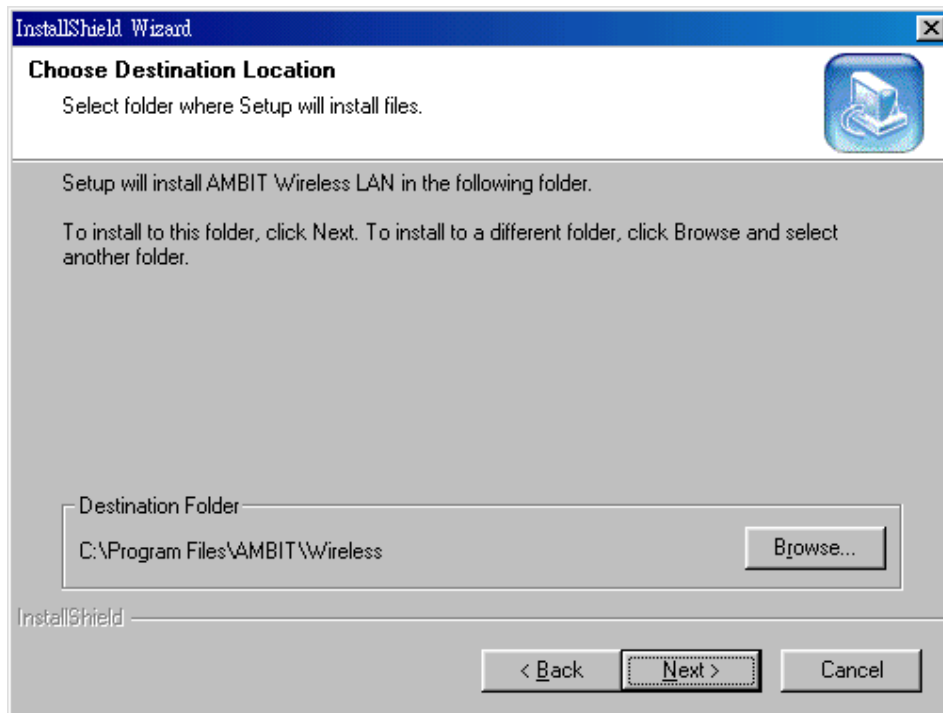 InstallShield Wizard
Choose Destination Location
Select folder where Setup will install files.
Setup will install AMBIT Wireless LAN in the following folder.
To install to this folder, click Next. To install to a different folder, click Browse and select
another folder.
Destination Folder
C:\Program Files\AMBIT\Wireless
Browse...
InstallShield
< Back
Next >
Cancel